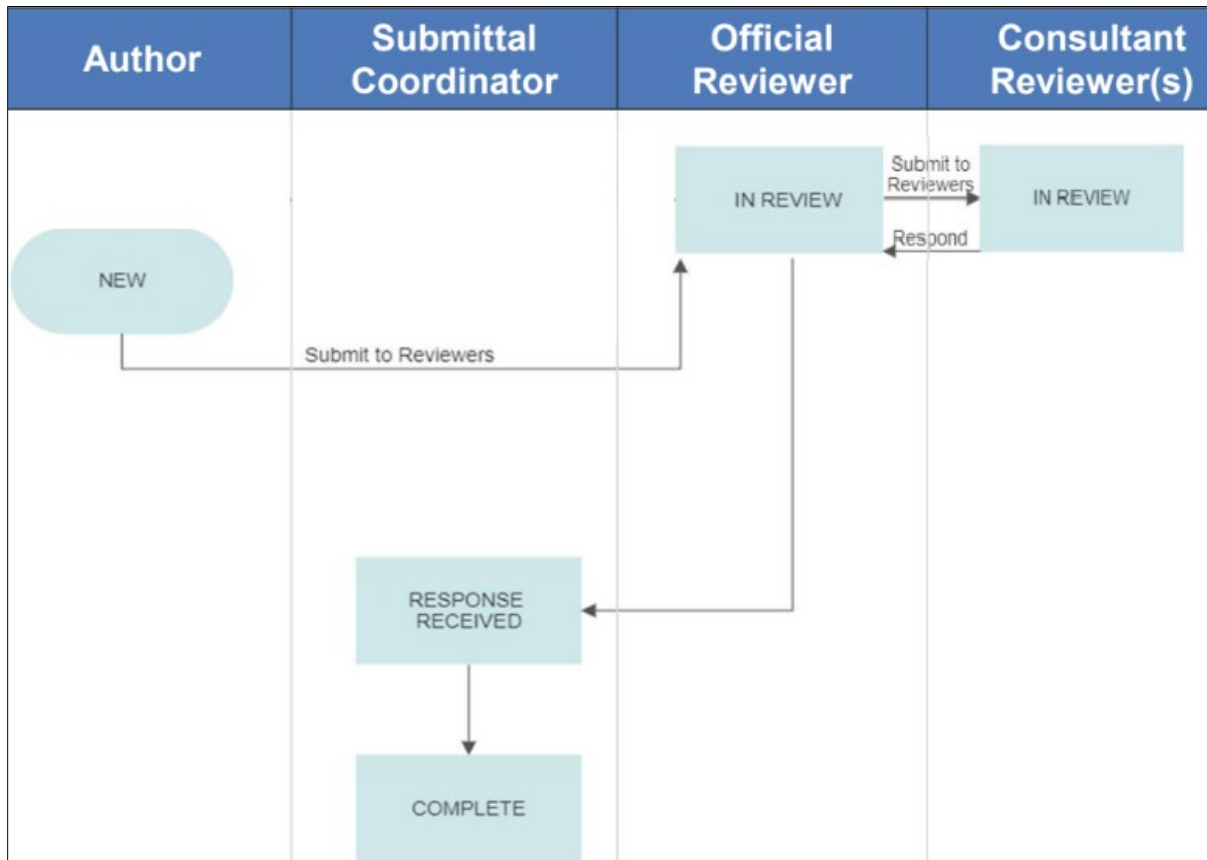 Author
Submittal
Coordinator
Official
Reviewer
Consultant
Reviewer(s)
Submit to
Reviewers
IN REVIEW
IN REVIEW
Respond
NEW
Submit to Reviewers
RESPONSE
RECEIVED
COMPLETE